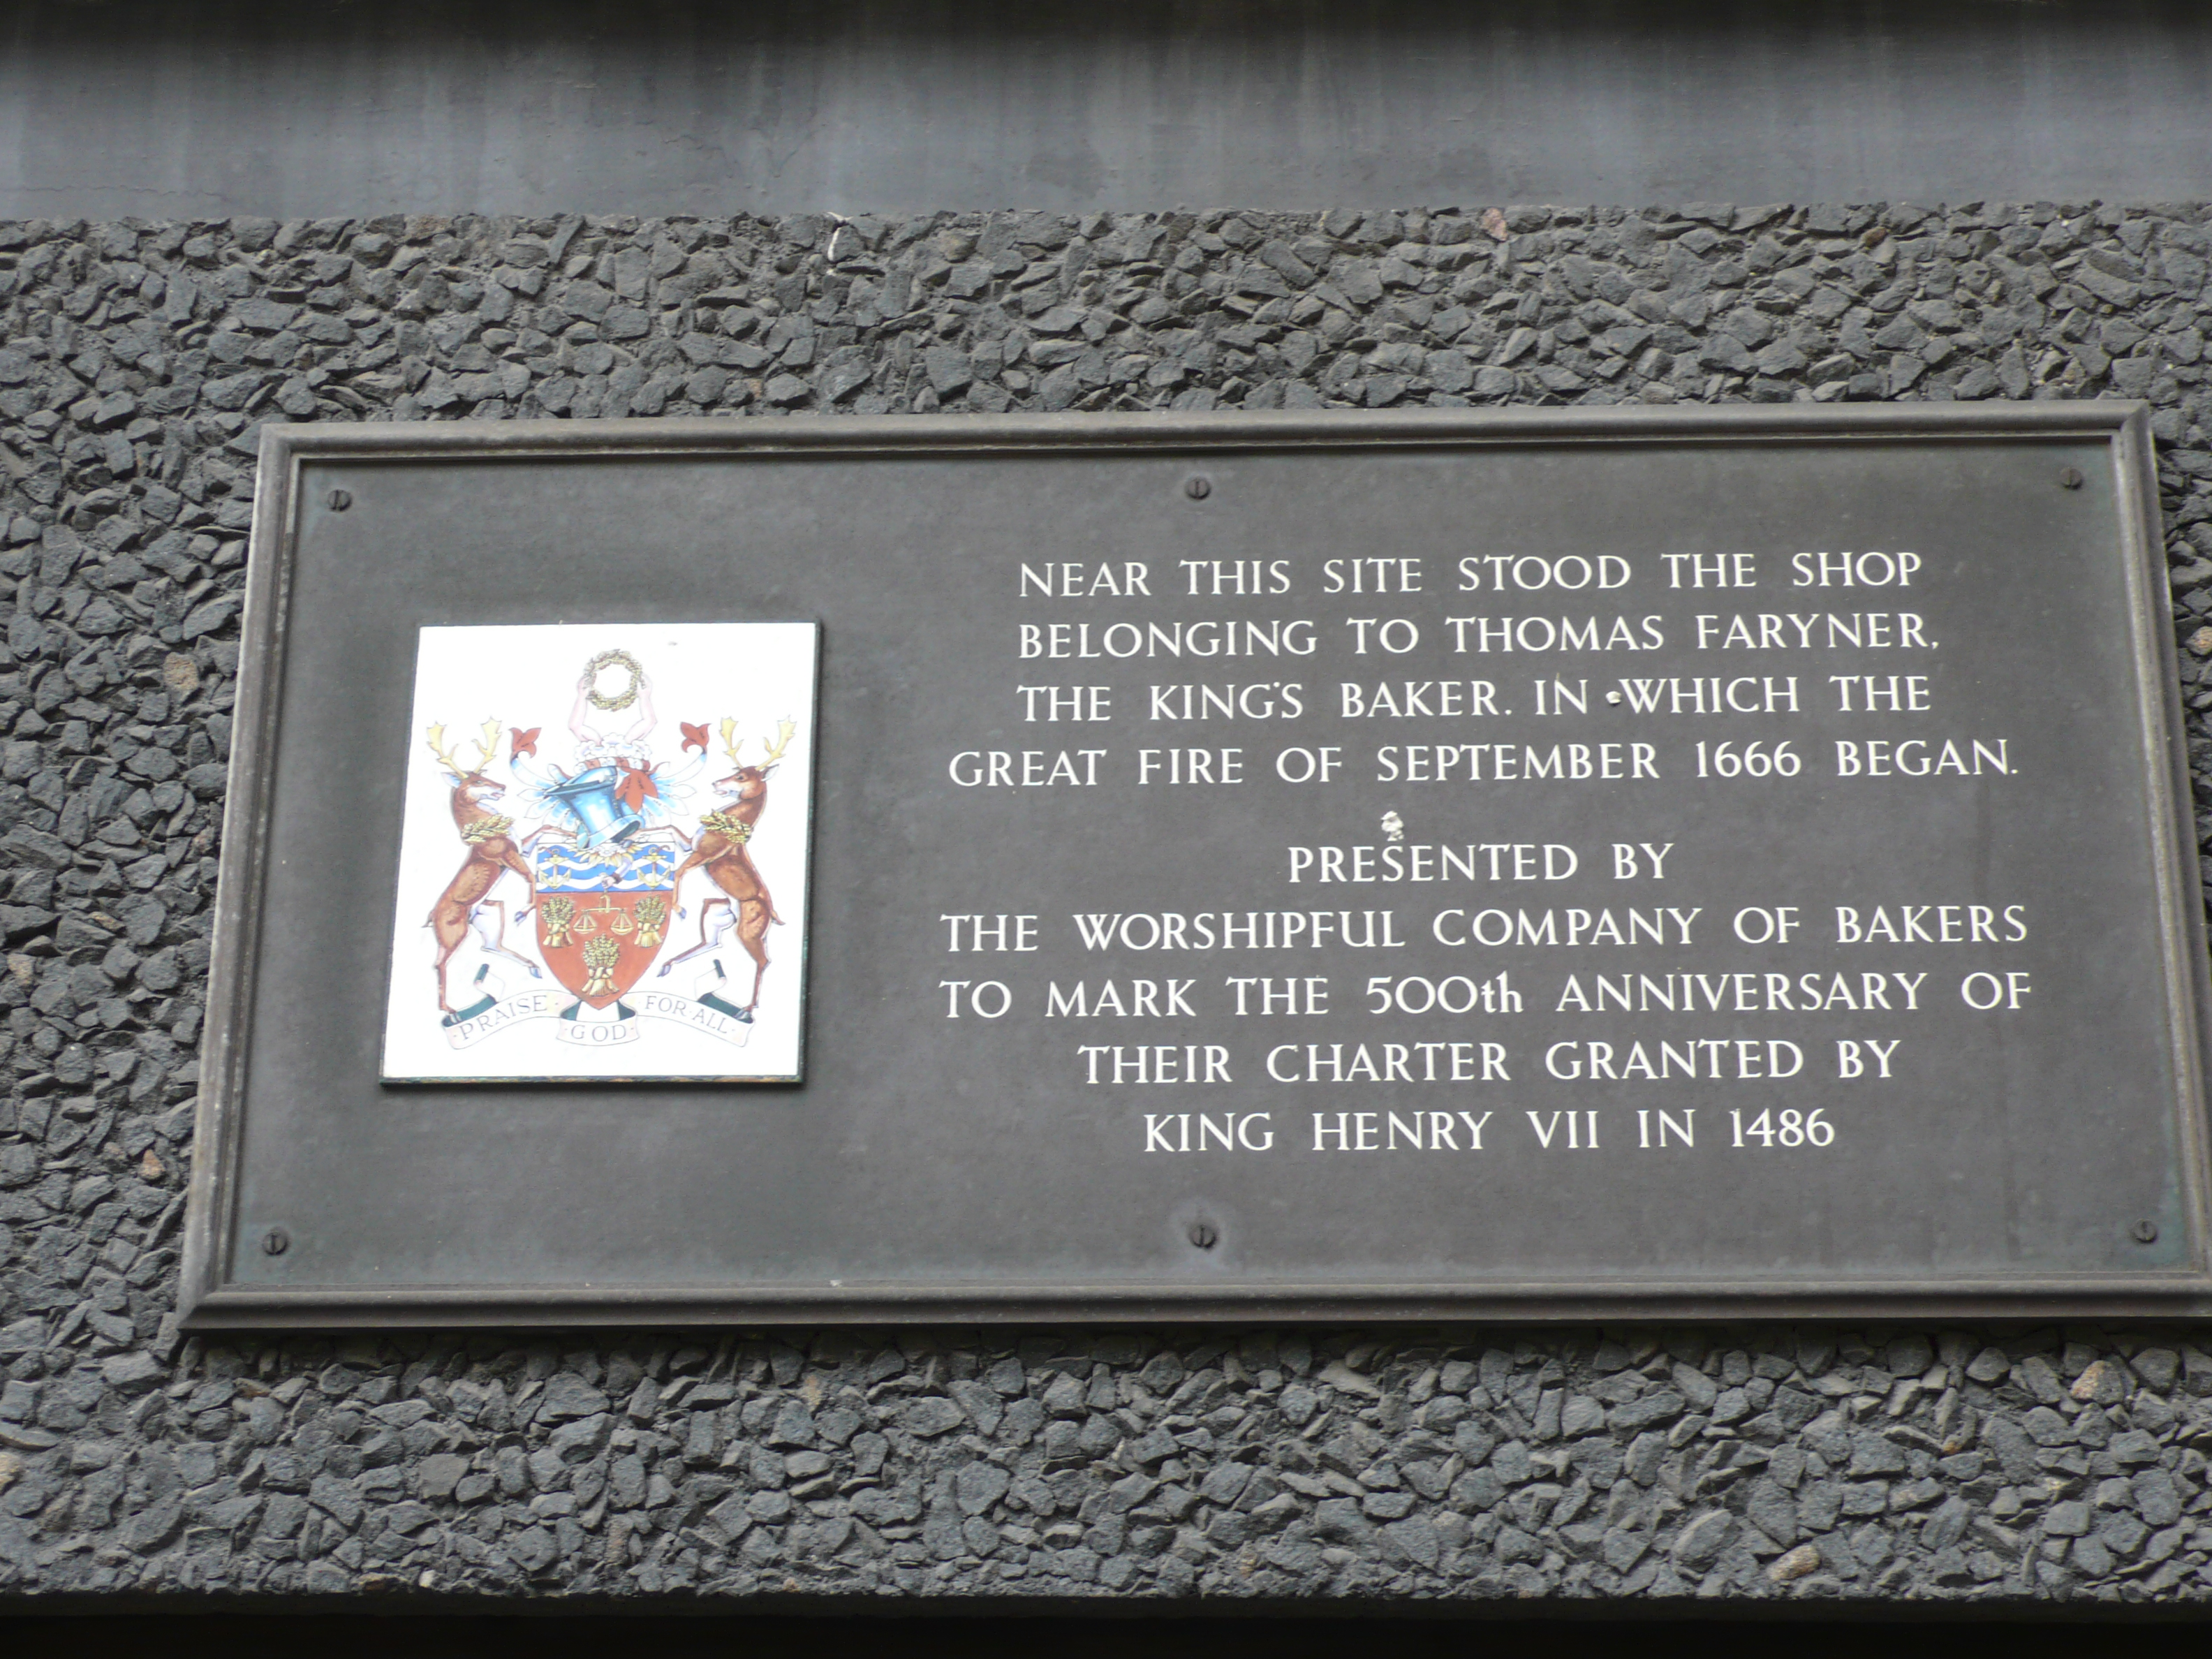 NEAR THIS SITE STOOD THE SHOP
BELONGING TO THOMAS FARYNER,
THE KING'S BAKER. IN WHICH THE
GREAT FIRE OF SEPTEMBER 1666 BEGAN.
PRESENTED BY
THE WORSHIPFUL COMPANY OF BAKERS
TO MARK THE 500th ANNIVERSARY OF
THEIR CHARTER GRANTED BY
KING HENRY VII IN 1486
PRAISE GOD FOR ALL